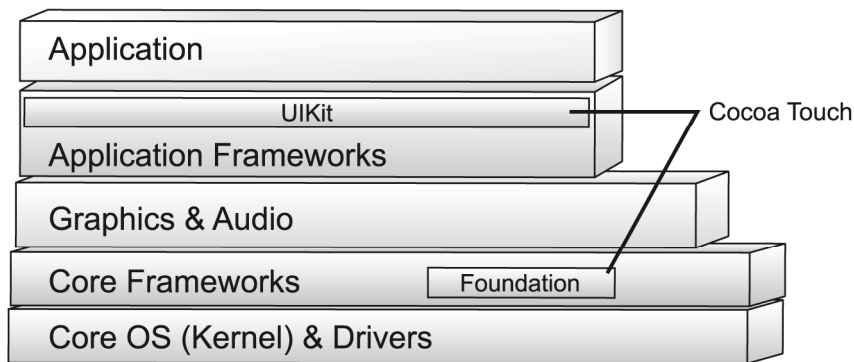 Application
UIKit
Cocoa Touch
Application Frameworks
Graphics & Audio
Core Frameworks
Foundation
Core OS (Kernel) & Drivers